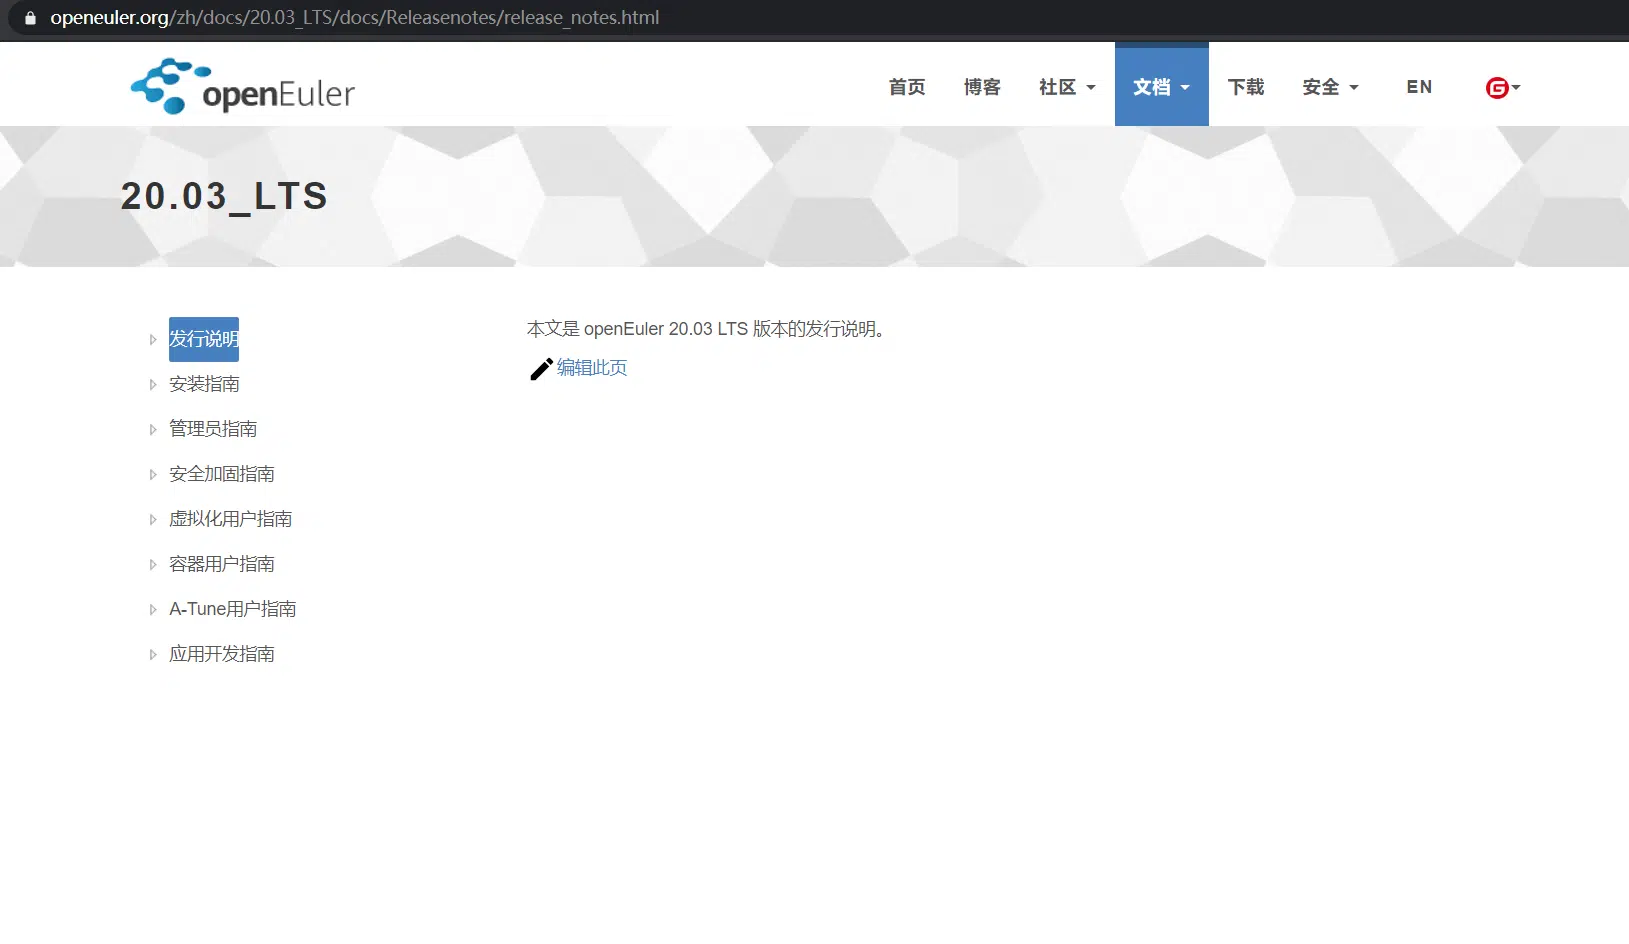 openeuler.org/zh/docs/20.03_LTS/docs/Releasenotes/release_notes.html
openEuler
首页 博客 社区 文档 下载 安全 EN
20.03_LTS
发行说明
安装指南
管理员指南
安全加固指南
虚拟化用户指南
容器用户指南
A-Tune用户指南
应用开发指南
本文是 openEuler 20.03 LTS 版本的发行说明。
编辑此页